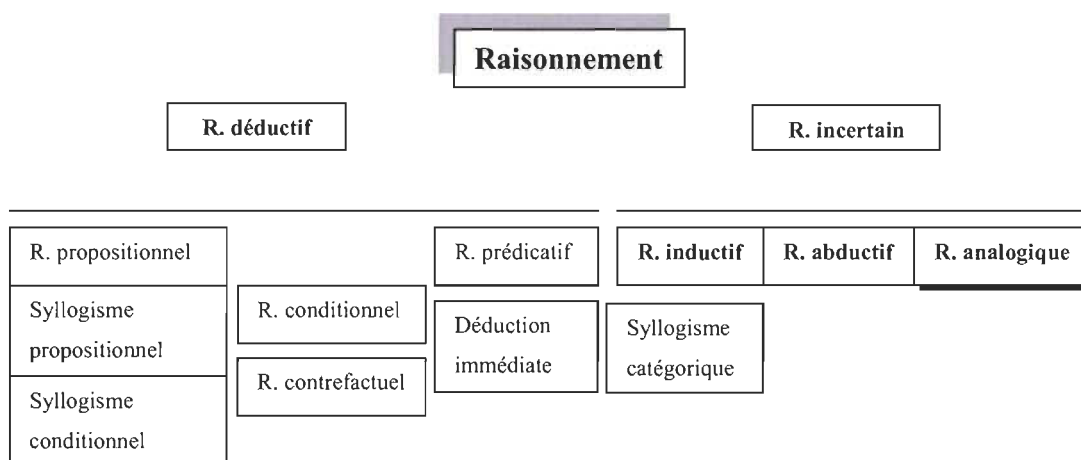 Raisonnement
R. déductif
R. incertain
R. propositionnel
R. prédicatif
R. inductif
R. abductif
R. analogique
Syllogisme
propositionnel
R. conditionnel
Déduction
immédiate
Syllogisme
catégorique
R. contrefactuel
Syllogisme
conditionnel